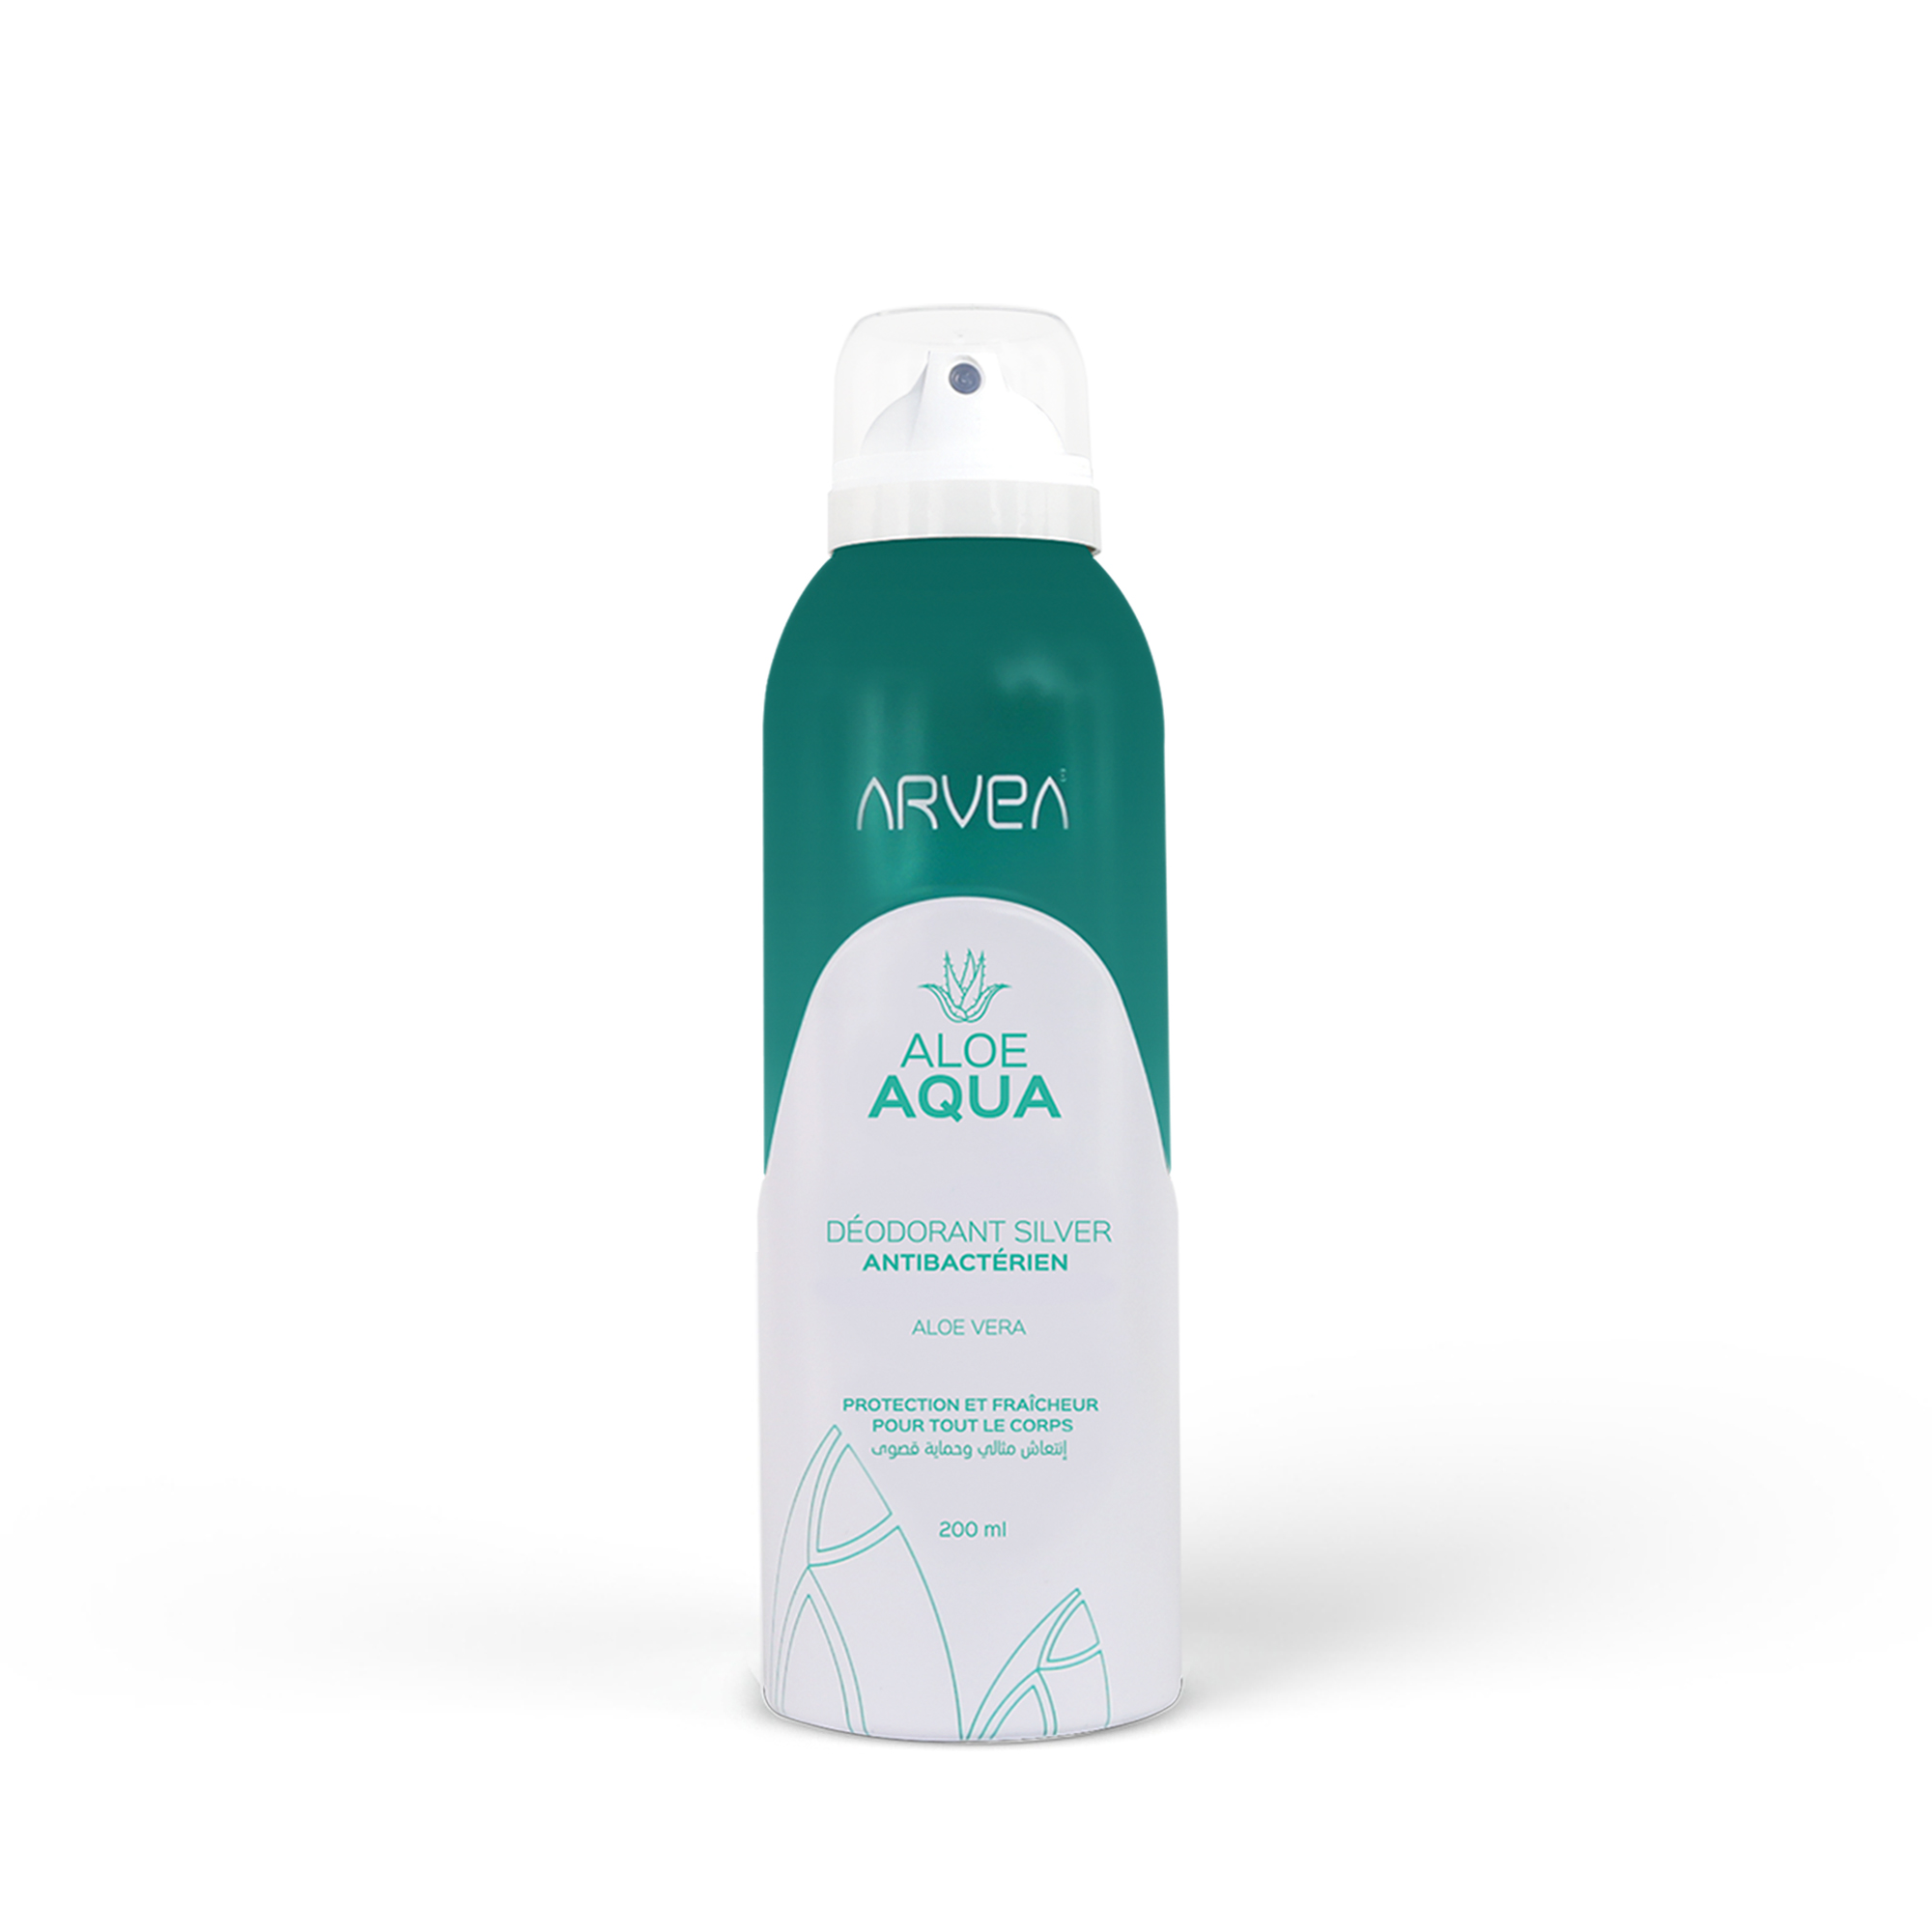 ARVEA
ALOE
AQUA
DÉODORANT SILVER
ANTIBACTÉRIEN
ALOE VERA
PROTECTION ET FRAÎCHEUR
POUR TOUT LE CORPS
إنتعاش مثالي وحماية قصوى
200 ml